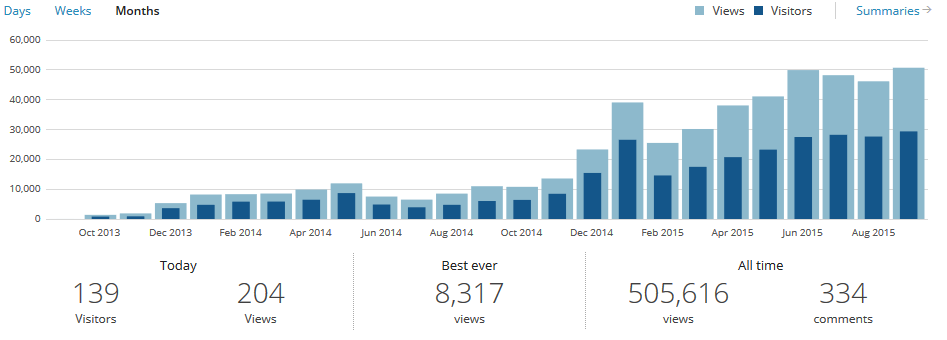 Days Weeks Months Views Visitors Summaries
60,000
50,000
40,000
30,000
20,000
10,000
0
Oct 2013 Dec 2013 Feb 2014 Apr 2014 Jun 2014 Aug 2014 Oct 2014 Dec 2014 Feb 2015 Apr 2015 Jun 2015 Aug 2015
Today Best ever All time
139 204 8,317 505,616 334
Visitors Views views views comments